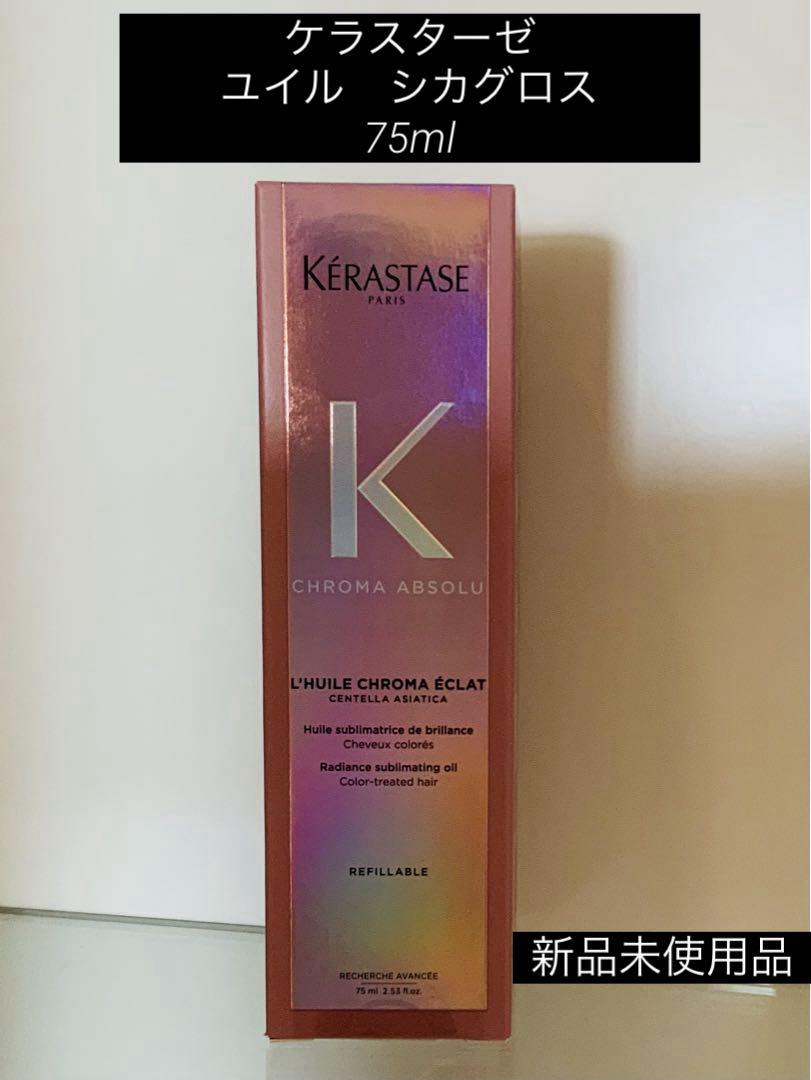 ケラスターゼ
ユイル　シカグロス
75ml
KÉRASTASE
PARIS
K
CHROMA ABSOLU
L'HUILE CHROMA ÉCLAT
CENTELLA ASIATICA
Huile sublimatrice de brillance
Cheveux colorés
Radiance sublimating oil
Color-treated hair
REFILLABLE
新品未使用品
RECHERCHE AVANCÉE
75 ml 2.53 fl.oz.